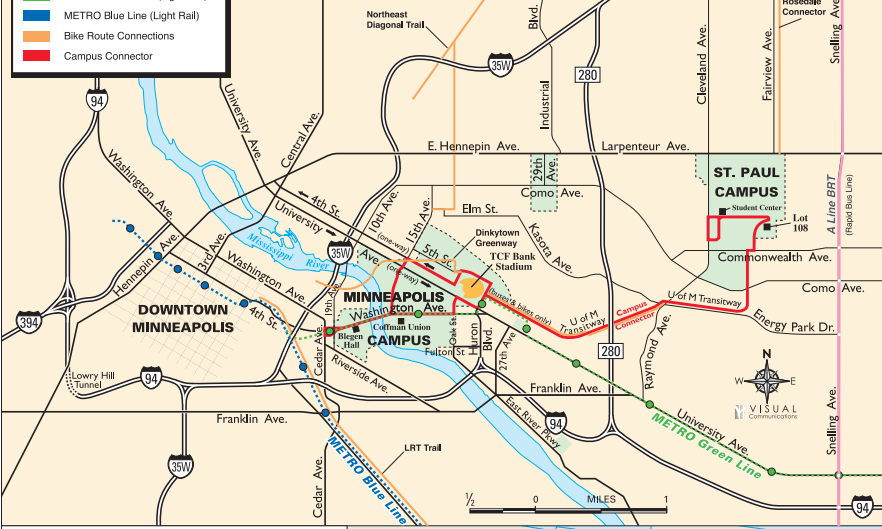 METRO Blue Line (Light Rail)
Bike Route Connections
Campus Connector
Northeast
Diagonal Trail
35W
94
280
Industrial
Blvd.
Cleveland Ave.
Fairview Ave.
Rosedale
Connector
Snelling Ave.
University Ave.
Central Ave.
Washington Ave.
E. Hennepin Ave.
Larpenteur Ave.
29th
Ave.
Como Ave.
ST. PAUL
CAMPUS
Student Center
Lot
108
A Line BRT
(Rapid Bus Line)
4th St.
University
Ave.
(one-way)
10th Ave.
15th Ave.
Elm St.
Kasota Ave.
Dinkytown
Greenway
5th St.
(one-way)
TCF Bank
Stadium
Mississippi River
35W
Hennepin Ave.
3rd Ave.
Washington Ave.
4th St.
DOWNTOWN
MINNEAPOLIS
19th Ave.
MINNEAPOLIS
CAMPUS
Washington Ave.
Coffman Union
Blegen
Hall
(buses & bikes only)
U of M
Transitway
Campus
Connector
U of M Transitway
Commonwealth Ave.
Como Ave.
Energy Park Dr.
Raymond Ave.
280
394
Cedar Ave.
Oak St.
Huron
Blvd.
27th Ave
Fulton St
Riverside Ave.
Lowry Hill
Tunnel
94
Franklin Ave.
Franklin Ave.
East River Pkwy
94
University Ave.
METRO Green Line
N
W
E
S
VISUAL
Communications
Snelling Ave.
35W
Cedar Ave.
METRO Blue Line
LRT Trail
½ 0 MILES 1
94